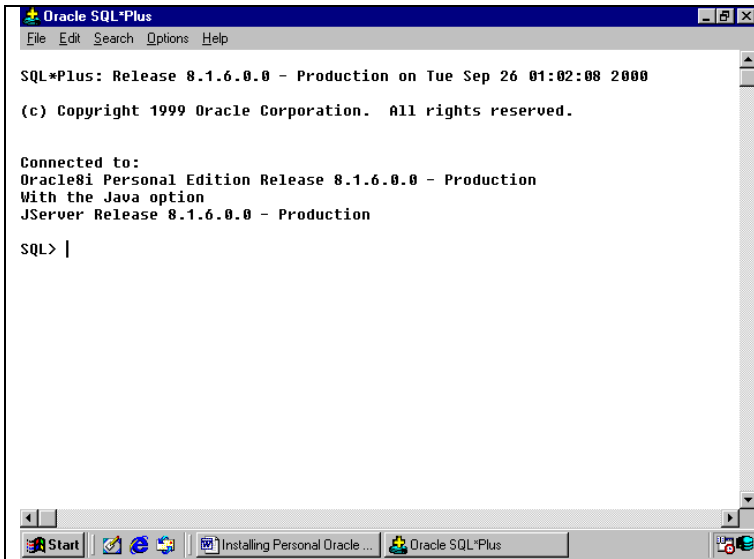 Oracle SQL*Plus
File Edit Search Options Help
SQL*Plus: Release 8.1.6.0.0 - Production on Tue Sep 26 01:02:08 2000
(c) Copyright 1999 Oracle Corporation.  All rights reserved.
Connected to:
Oracle8i Personal Edition Release 8.1.6.0.0 - Production
With the Java option
JServer Release 8.1.6.0.0 - Production
SQL>
Start Installing Personal Oracle ... Oracle SQL*Plus